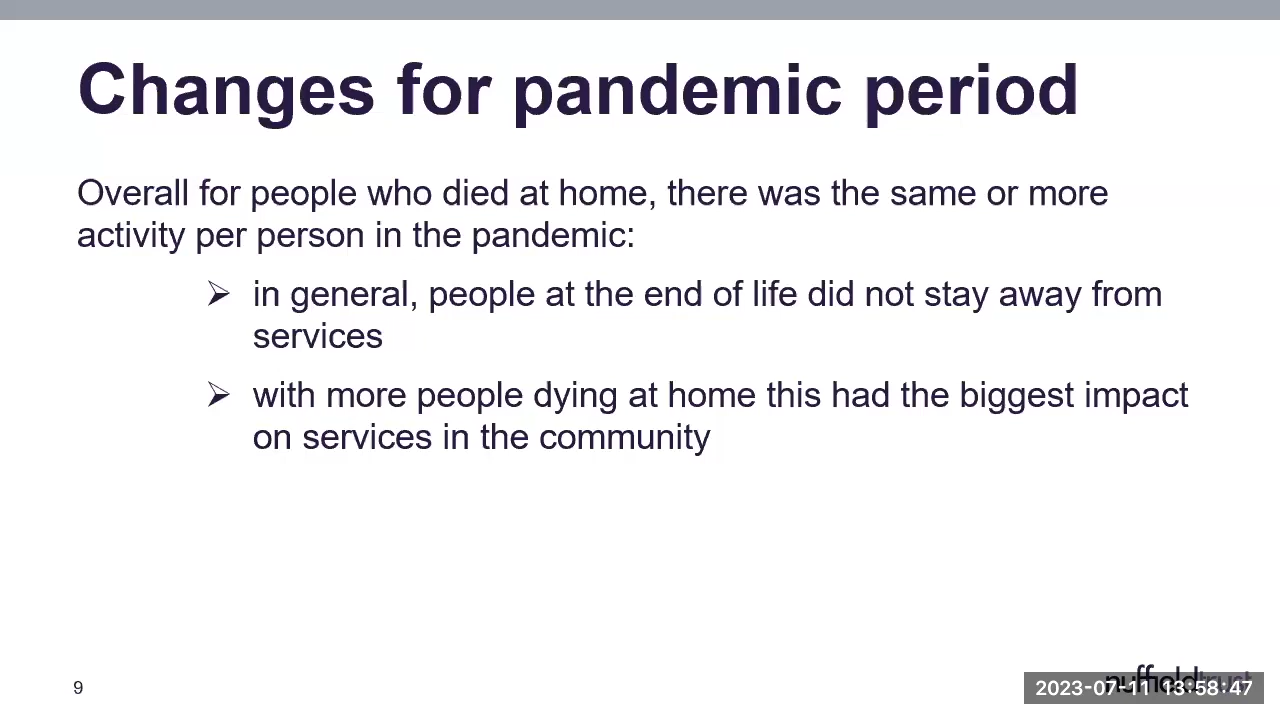 Changes for pandemic period
Overall for people who died at home, there was the same or more
activity per person in the pandemic:
➢ in general, people at the end of life did not stay away from
services
➢ with more people dying at home this had the biggest impact
on services in the community
9
nuffieldtrust
2023-07-11 13:58:47